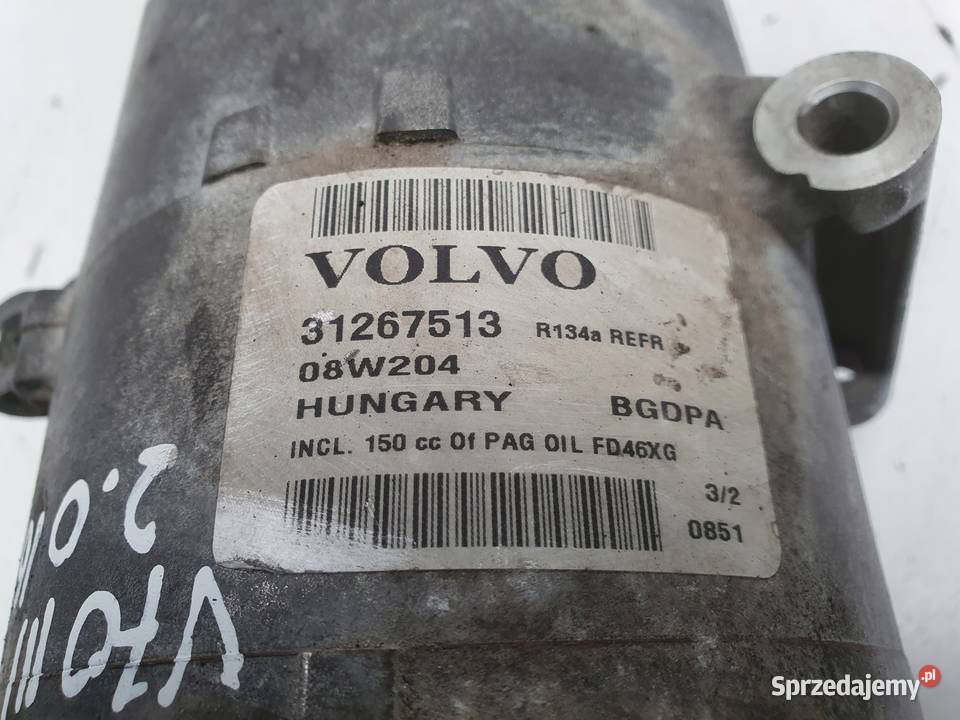 VOLVO
31267513 R134a REFR
08W204
HUNGARY BGDPA
INCL. 150 cc Of PAG OIL FD46XG
3/2
0851
2.0
V70 III
Sprzedajemy.pl